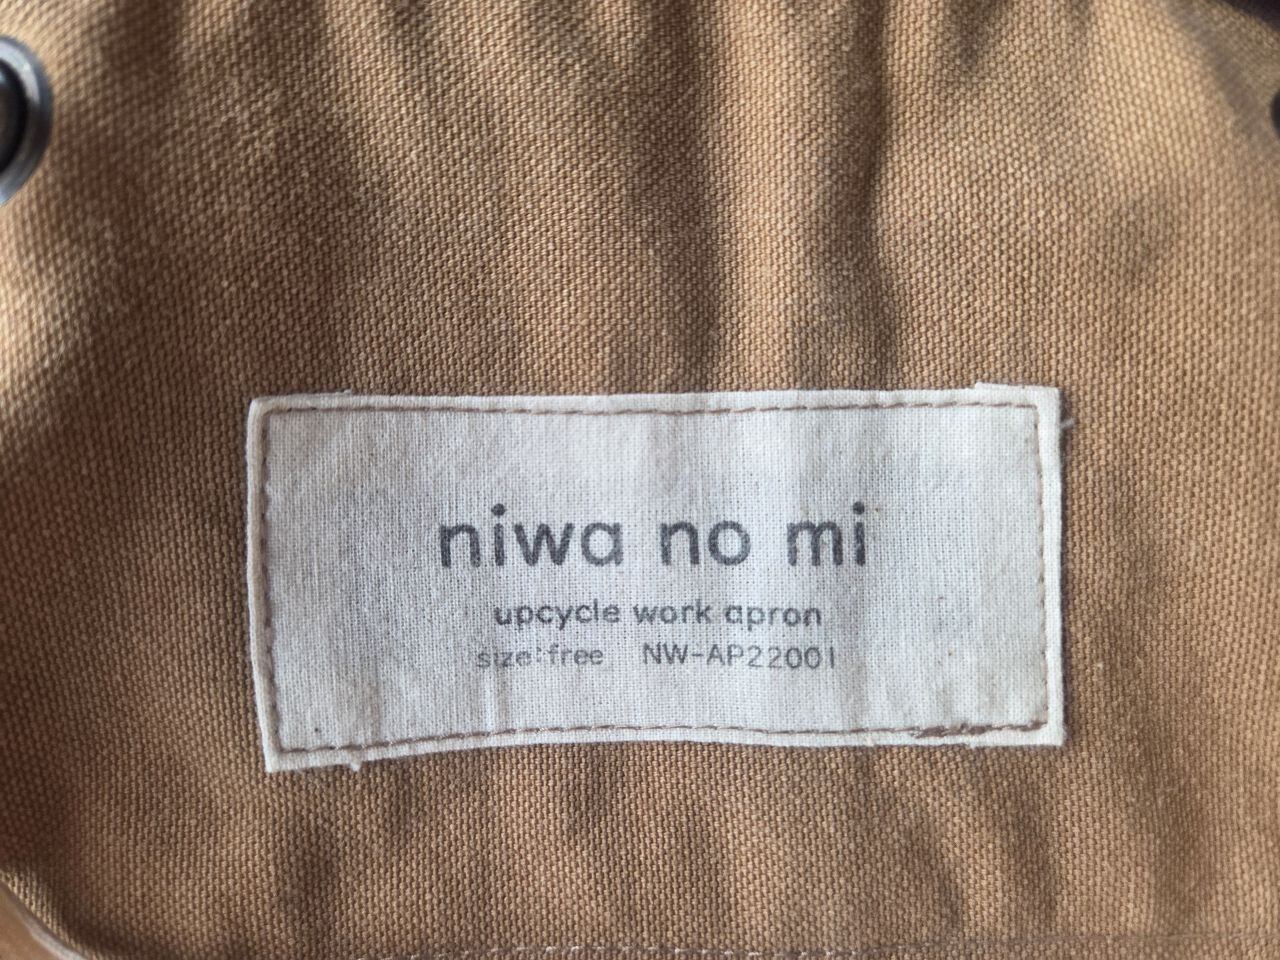 niwa no mi
upcycle work apron
size:free NW-AP22001